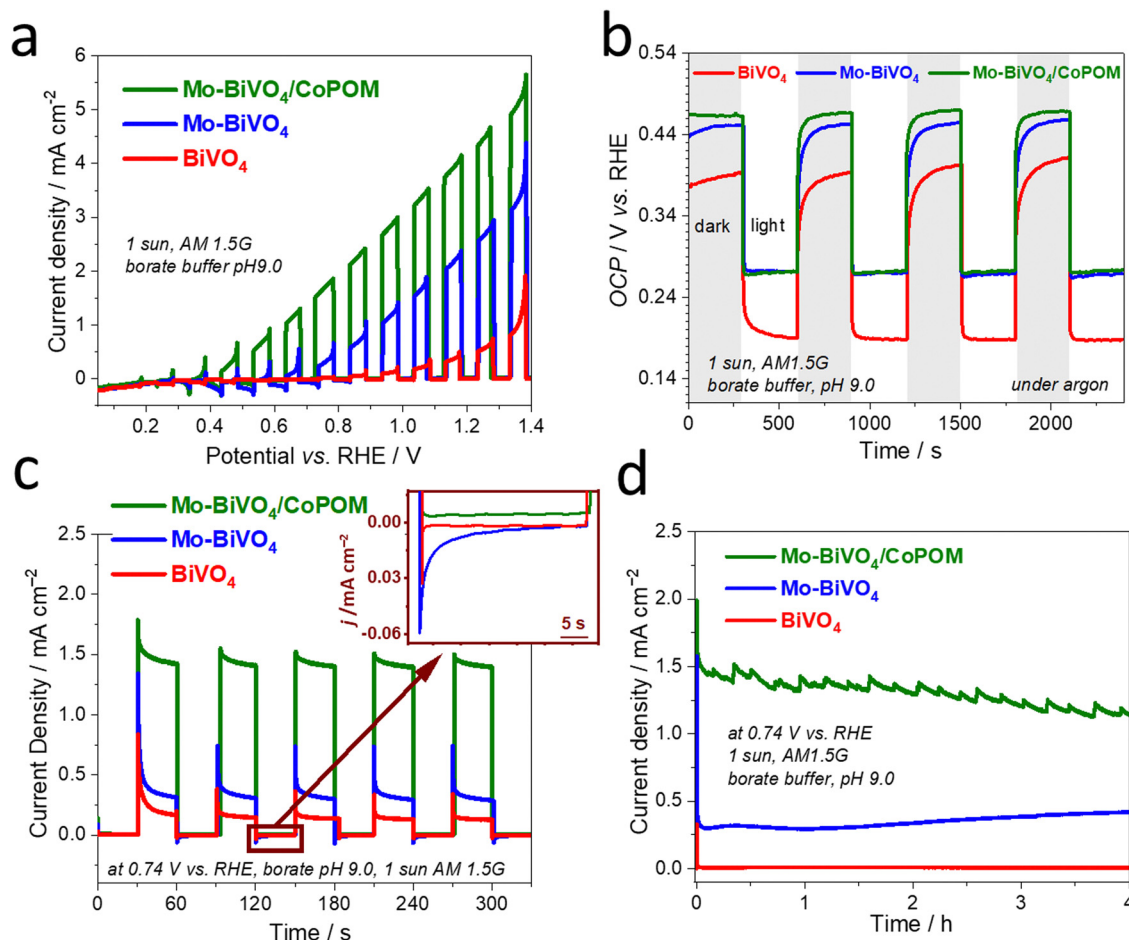 a
Current density / mA cm⁻²
6
5
4
3
2
1
0
Mo-BiVO₄/CoPOM
Mo-BiVO₄
BiVO₄
1 sun, AM 1.5G
borate buffer pH9.0
0.2 0.4 0.6 0.8 1.0 1.2 1.4
Potential vs. RHE / V
b
OCP / V vs. RHE
0.54
0.44
0.34
0.24
0.14
BiVO₄ Mo-BiVO₄ Mo-BiVO₄/CoPOM
dark light
1 sun, AM1.5G
borate buffer, pH 9.0
under argon
0 500 1000 1500 2000
Time / s
c
Mo-BiVO₄/CoPOM
Mo-BiVO₄
BiVO₄
Current Density / mA cm⁻²
2.5
2.0
1.5
1.0
0.5
0.0
j /mA cm⁻²
0.00
0.03
-0.06
5 s
at 0.74 V vs. RHE, borate pH 9.0, 1 sun AM 1.5G
0 60 120 180 240 300
Time / s
d
Current density / mA cm⁻²
2.5
2.0
1.5
1.0
0.5
0.0
Mo-BiVO₄/CoPOM
Mo-BiVO₄
BiVO₄
at 0.74 V vs. RHE
1 sun, AM1.5G
borate buffer, pH 9.0
0 1 2 3 4
Time / h